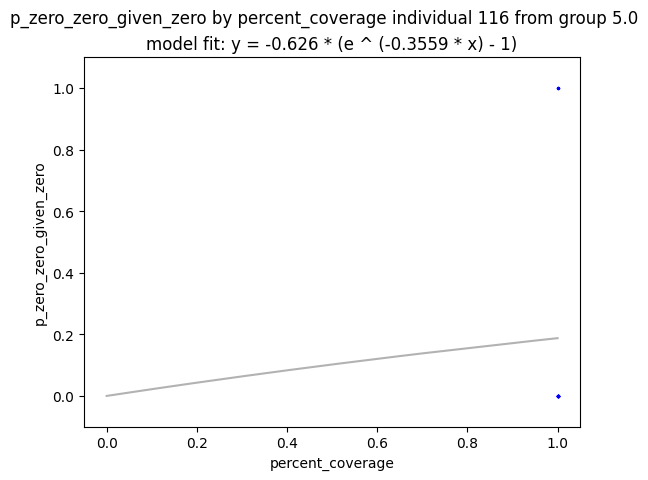 p_zero_zero_given_zero by percent_coverage individual 116 from group 5.0
model fit: y = -0.626 * (e ^ (-0.3559 * x) - 1)
1.0
0.8
0.6
0.4
0.2
0.0
p_zero_zero_given_zero
0.0 0.2 0.4 0.6 0.8 1.0
percent_coverage